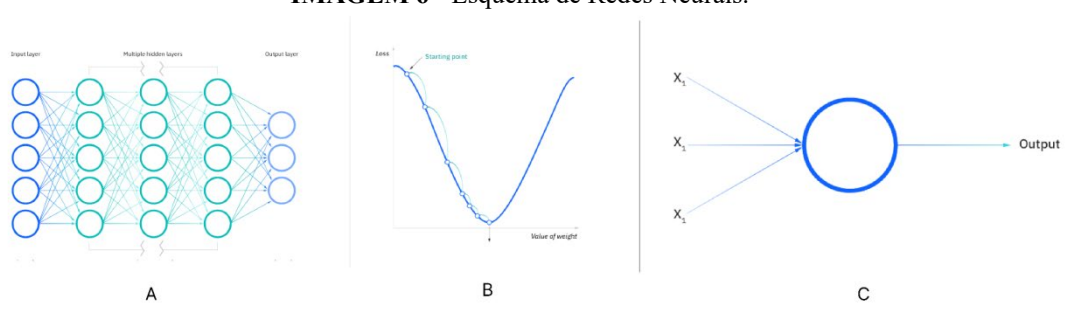 IMAGEM 6 - Esquema de Redes Neurais.
Input layer
Multiple hidden layers
Output layer
A
Loss
Starting point
Value of weight
B
X₁
X₁
X₁
Output
C